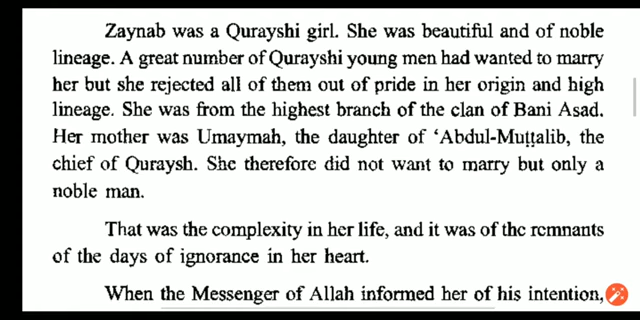 Zaynab was a Qurayshi girl. She was beautiful and of noble
lineage. A great number of Qurayshi young men had wanted to marry
her but she rejected all of them out of pride in her origin and high
lineage. She was from the highest branch of the clan of Bani Asad.
Her mother was Umaymah, the daughter of ‘Abdul-Muṭṭalib, the
chief of Quraysh. She therefore did not want to marry but only a
noble man.
That was the complexity in her life, and it was of the remnants
of the days of ignorance in her heart.
When the Messenger of Allah informed her of his intention,